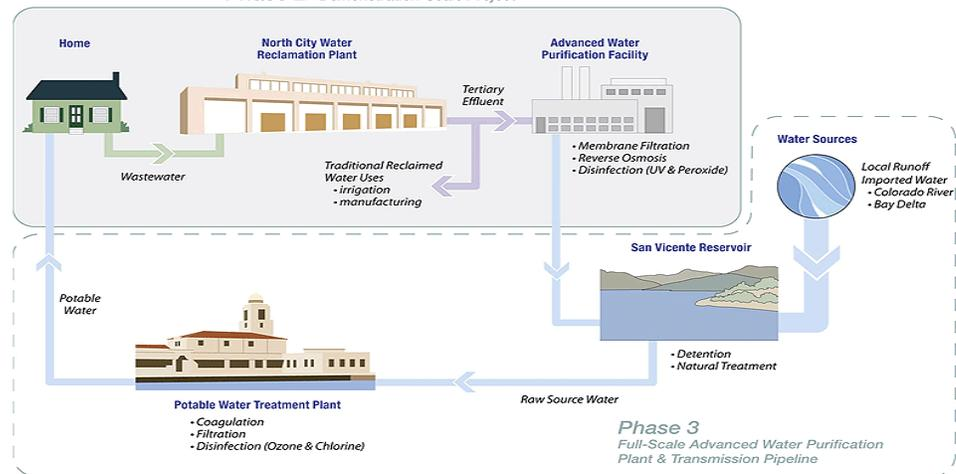 Home
North City Water
Reclamation Plant
Advanced Water
Purification Facility
Tertiary
Effluent
Wastewater
Traditional Reclaimed
Water Uses
• irrigation
• manufacturing
• Membrane Filtration
• Reverse Osmosis
• Disinfection (UV & Peroxide)
Water Sources
Local Runoff
Imported Water
• Colorado River
• Bay Delta
San Vicente Reservoir
Potable
Water
• Detention
• Natural Treatment
Raw Source Water
Potable Water Treatment Plant
• Coagulation
• Filtration
• Disinfection (Ozone & Chlorine)
Phase 3
Full-Scale Advanced Water Purification
Plant & Transmission Pipeline